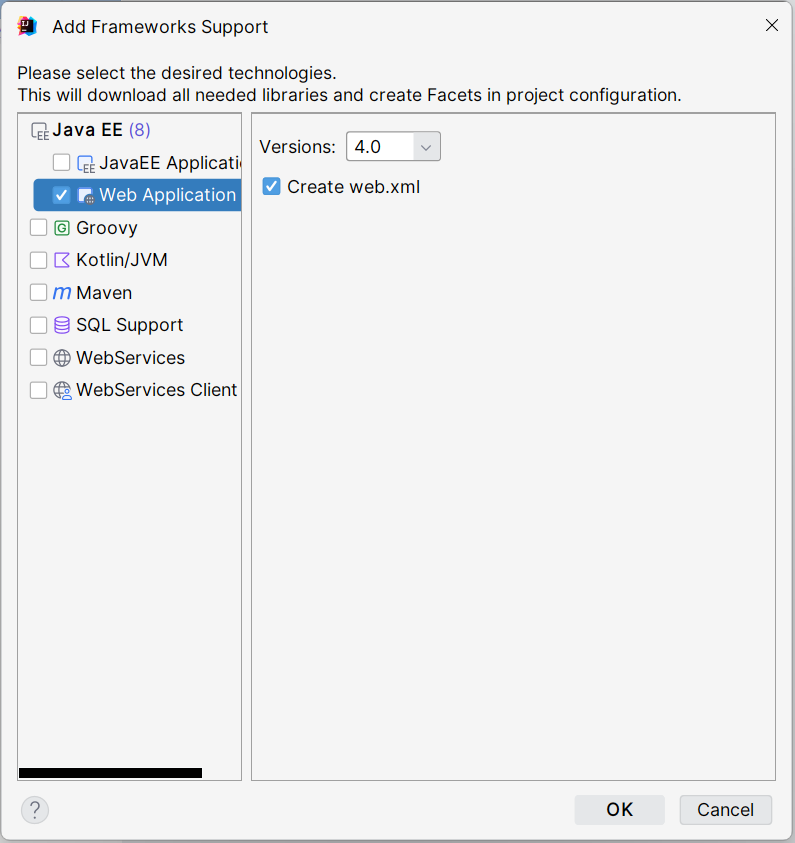 Add Frameworks Support
Please select the desired technologies.
This will download all needed libraries and create Facets in project configuration.
Java EE (8)
JavaEE Applicati
Web Application
Groovy
Kotlin/JVM
Maven
SQL Support
WebServices
WebServices Client
Versions: 4.0
Create web.xml
?
OK
Cancel